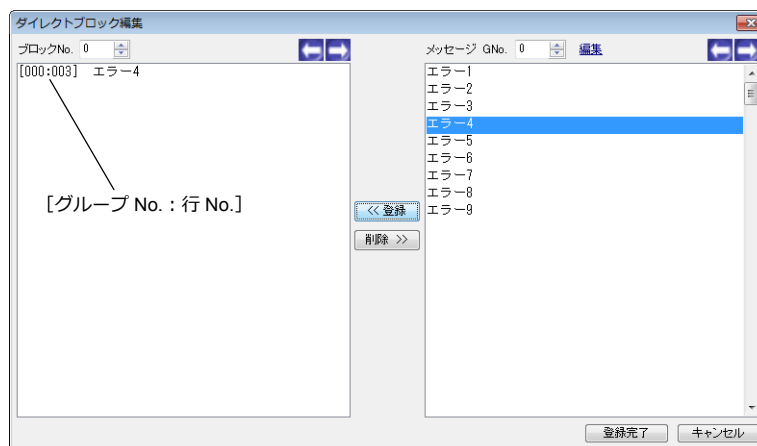 ダイレクトブロック編集
ブロックNo. 0
メッセージ GNo. 0 編集
[000:003] エラー4
[グループ No.：行 No.]
<< 登録
削除 >>
エラー1
エラー2
エラー3
エラー4
エラー5
エラー6
エラー7
エラー8
エラー9
登録完了
キャンセル